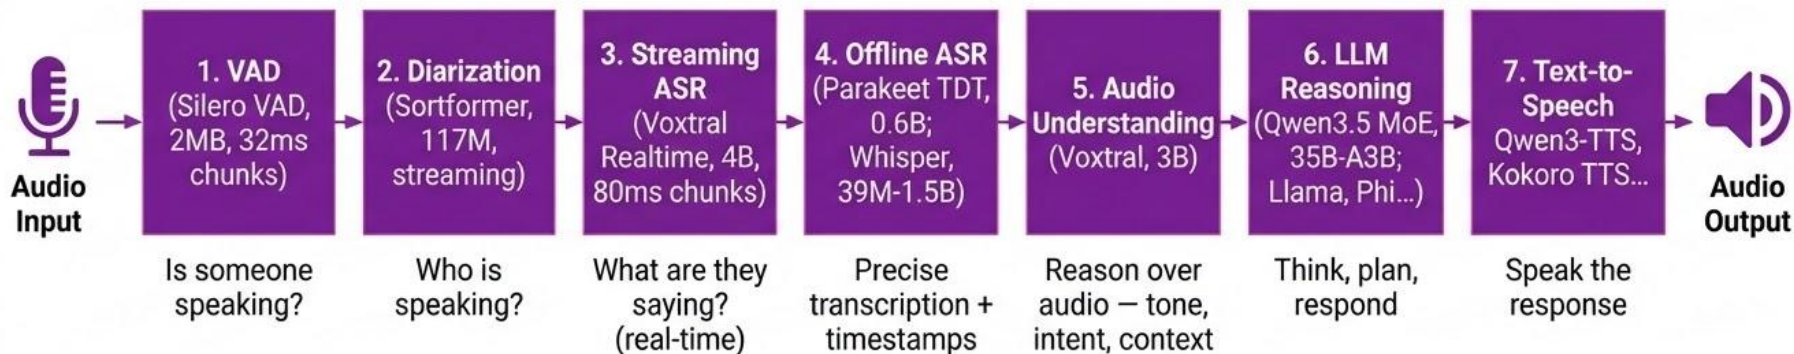 Audio
Input
1. VAD
(Silero VAD,
2MB, 32ms
chunks)
Is someone
speaking?
2. Diarization
(Sortformer,
117M,
streaming)
Who is
speaking?
3. Streaming
ASR
(Voxtral
Realtime, 4B,
80ms chunks)
What are they
saying?
(real-time)
4. Offline ASR
(Parakeet TDT,
0.6B;
Whisper,
39M-1.5B)
Precise
transcription +
timestamps
5. Audio
Understanding
(Voxtral, 3B)
Reason over
audio — tone,
intent, context
6. LLM
Reasoning
(Qwen3.5 MoE,
35B-A3B;
Llama, Phi...)
Think, plan,
respond
7. Text-to-
Speech
Qwen3-TTS,
Kokoro TTS...
Speak the
response
Audio
Output